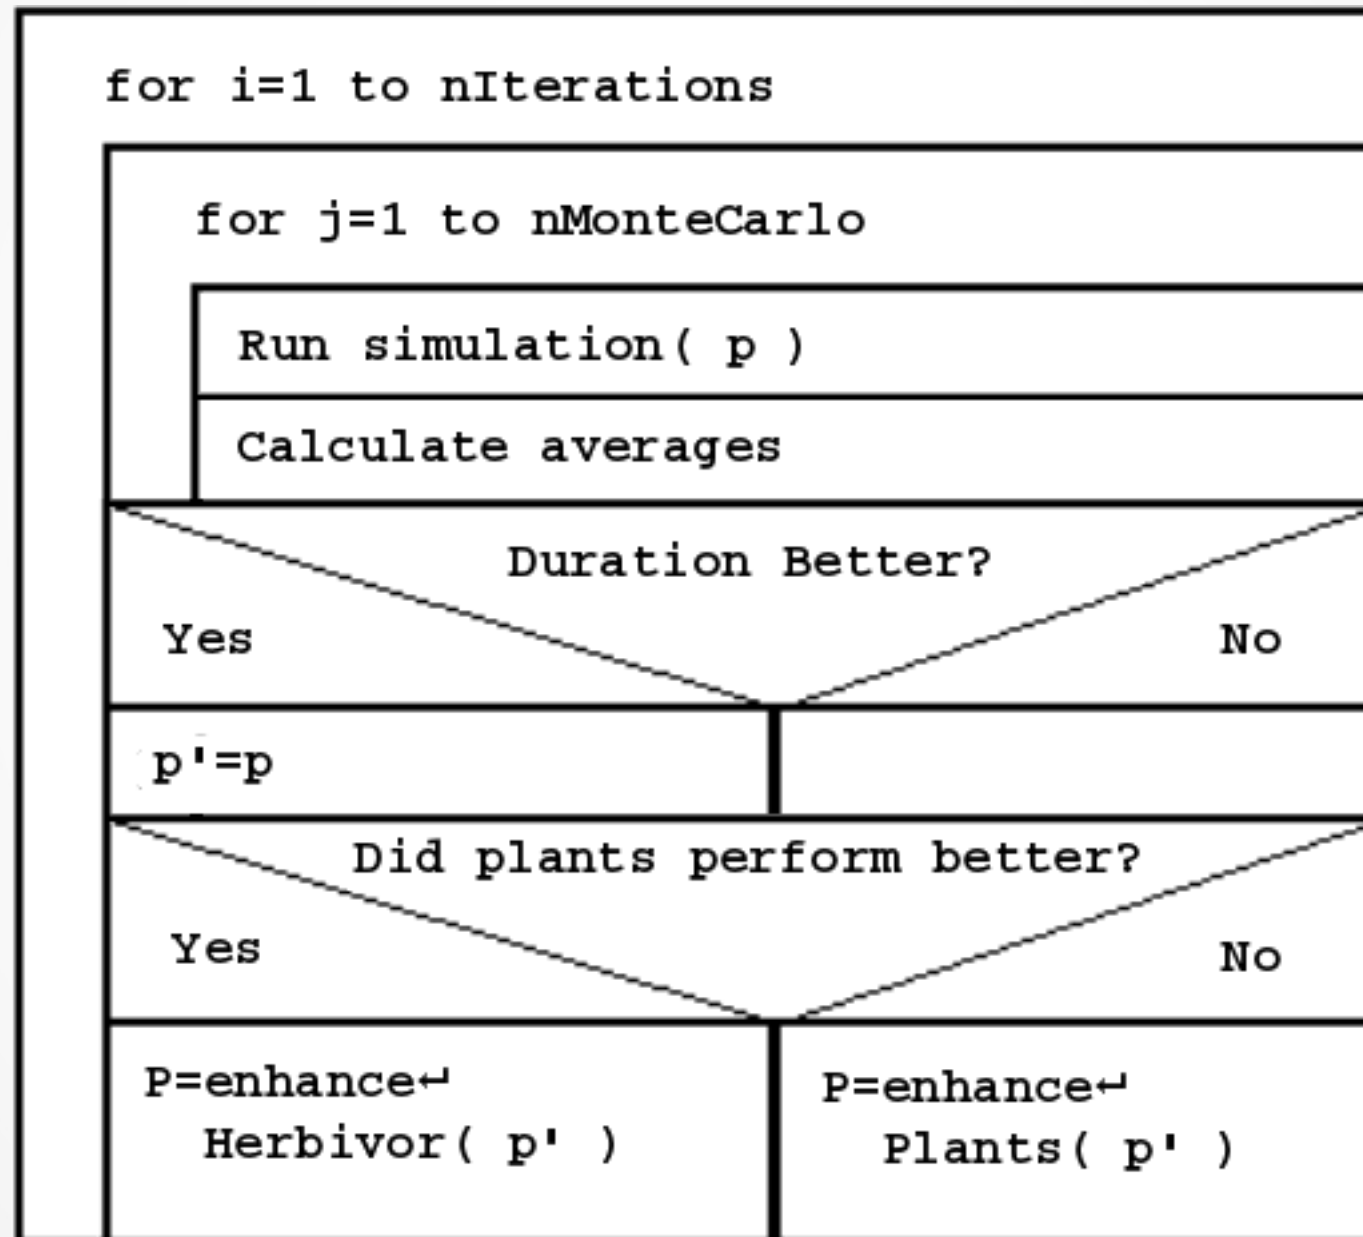 for i=1 to nIterations
for j=1 to nMonteCarlo
Run simulation( p )
Calculate averages
Duration Better?
Yes
No
p'=p
Did plants perform better?
Yes
No
P=enhance↵
Herbivor( p' )
P=enhance↵
Plants( p' )